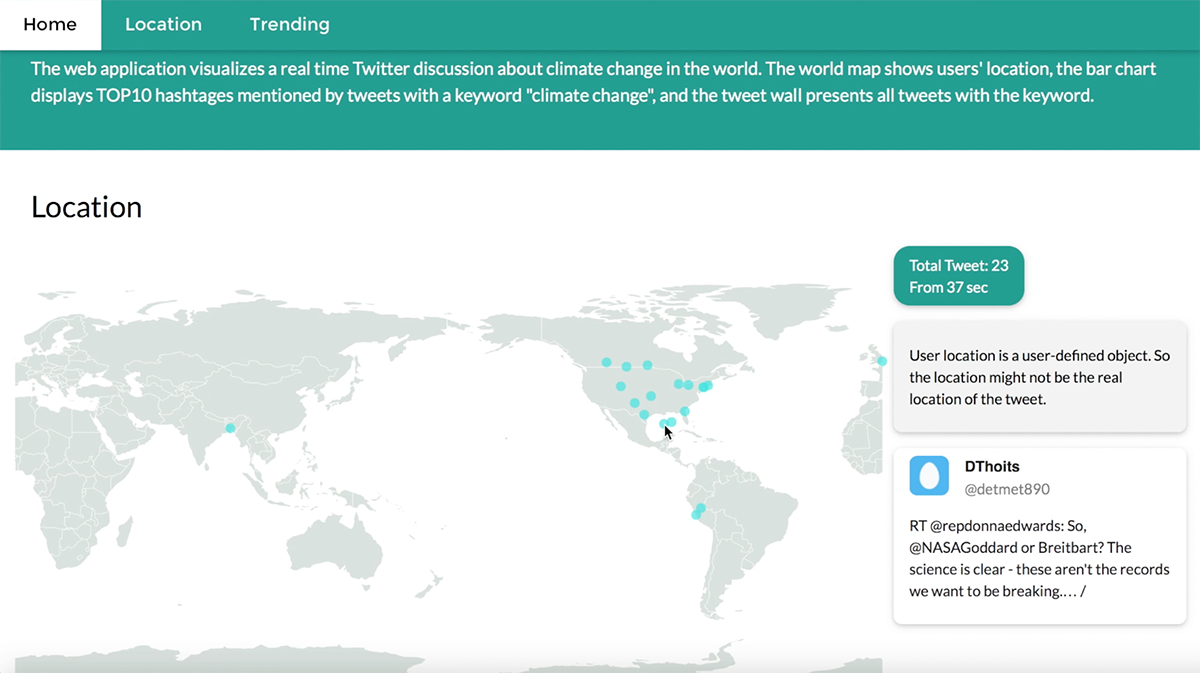 Home Location Trending
The web application visualizes a real time Twitter discussion about climate change in the world. The world map shows users' location, the bar chart
displays TOP10 hashtages mentioned by tweets with a keyword "climate change", and the tweet wall presents all tweets with the keyword.
Location
Total Tweet: 23
From 37 sec
User location is a user-defined object. So
the location might not be the real
location of the tweet.
DThoits
@detmet890
RT @repdonnaedwards: So,
@NASAGoddard or Breitbart? The
science is clear - these aren't the records
we want to be breaking.… /